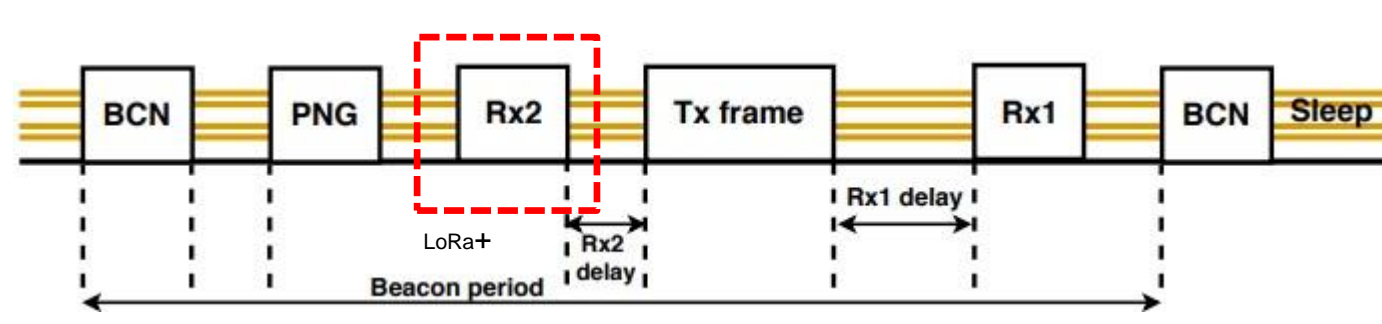 BCN
PNG
Rx2
Tx frame
Rx1
BCN
Sleep
LoRa+
Rx2
delay
Rx1 delay
Beacon period